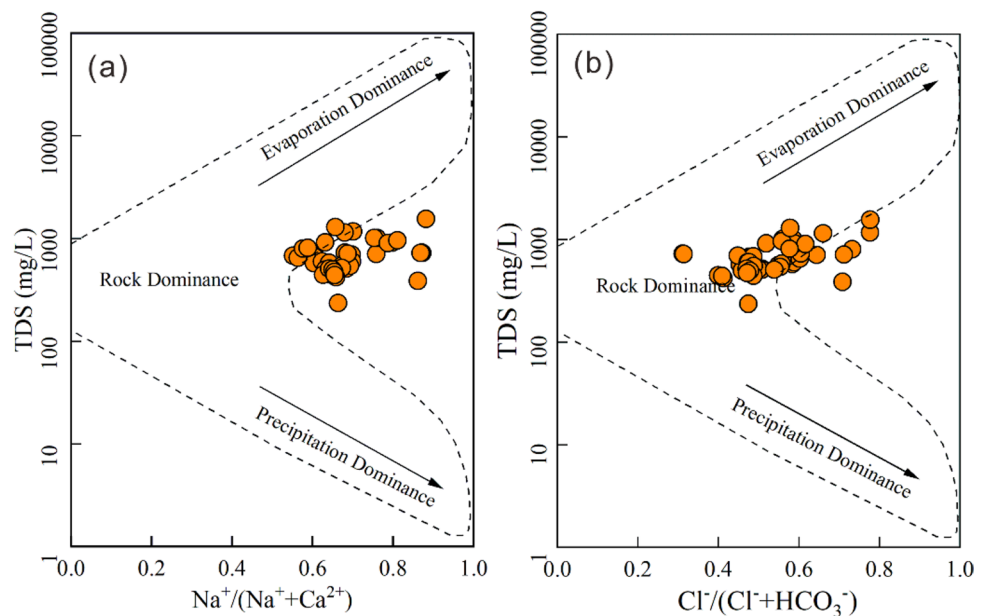 (a)
TDS (mg/L)
100000
10000
1000
100
10
1
Evaporation Dominance
Rock Dominance
Precipitation Dominance
0.0 0.2 0.4 0.6 0.8 1.0
Na⁺/(Na⁺+Ca²⁺)
(b)
TDS (mg/L)
100000
10000
1000
100
10
1
Evaporation Dominance
Rock Dominance
Precipitation Dominance
0.0 0.2 0.4 0.6 0.8 1.0
Cl⁻/(Cl⁻+HCO₃⁻)